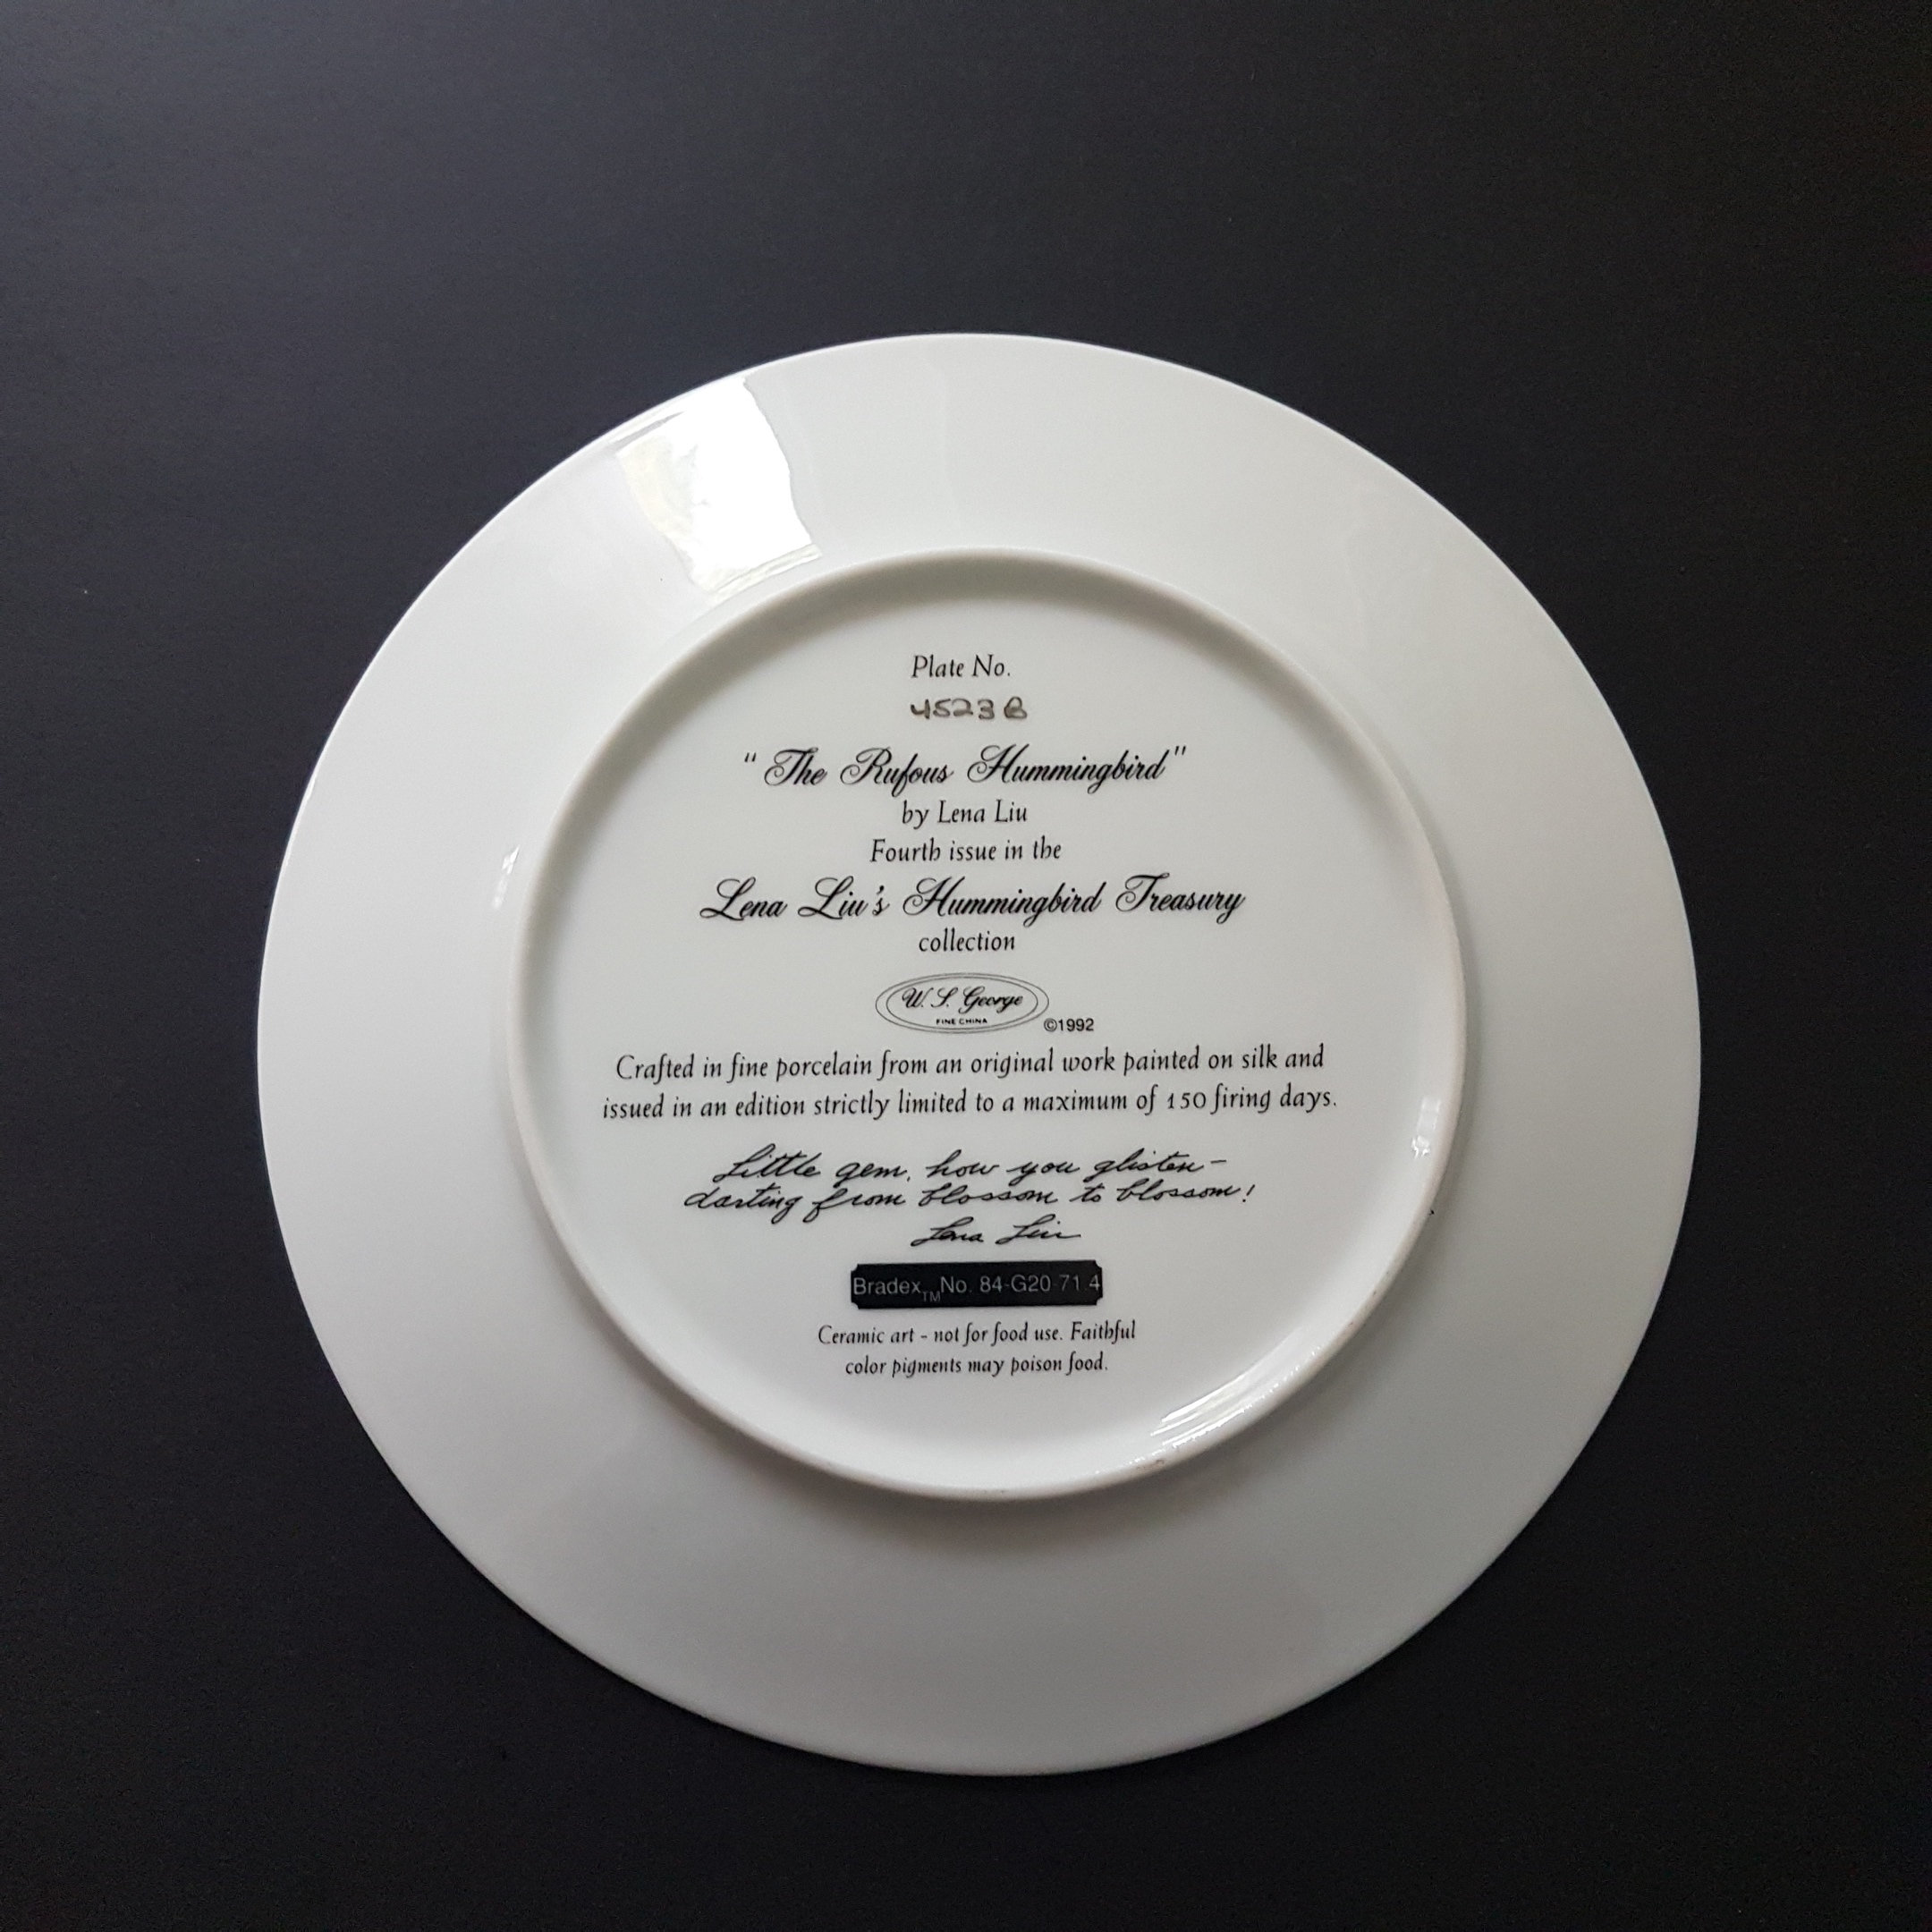 Plate No.
4523B
"The Rufous Hummingbird"
by Lena Liu
Fourth issue in the
Lena Liu's Hummingbird Treasury
collection
W. S. George
FINE CHINA
©1992
Crafted in fine porcelain from an original work painted on silk and
issued in an edition strictly limited to a maximum of 150 firing days.
Little gem, how you glisten-
darting from blossom to blossom!
Lena Liu
Bradex™No. 84-G20-71.4
Ceramic art - not for food use. Faithful
color pigments may poison food.